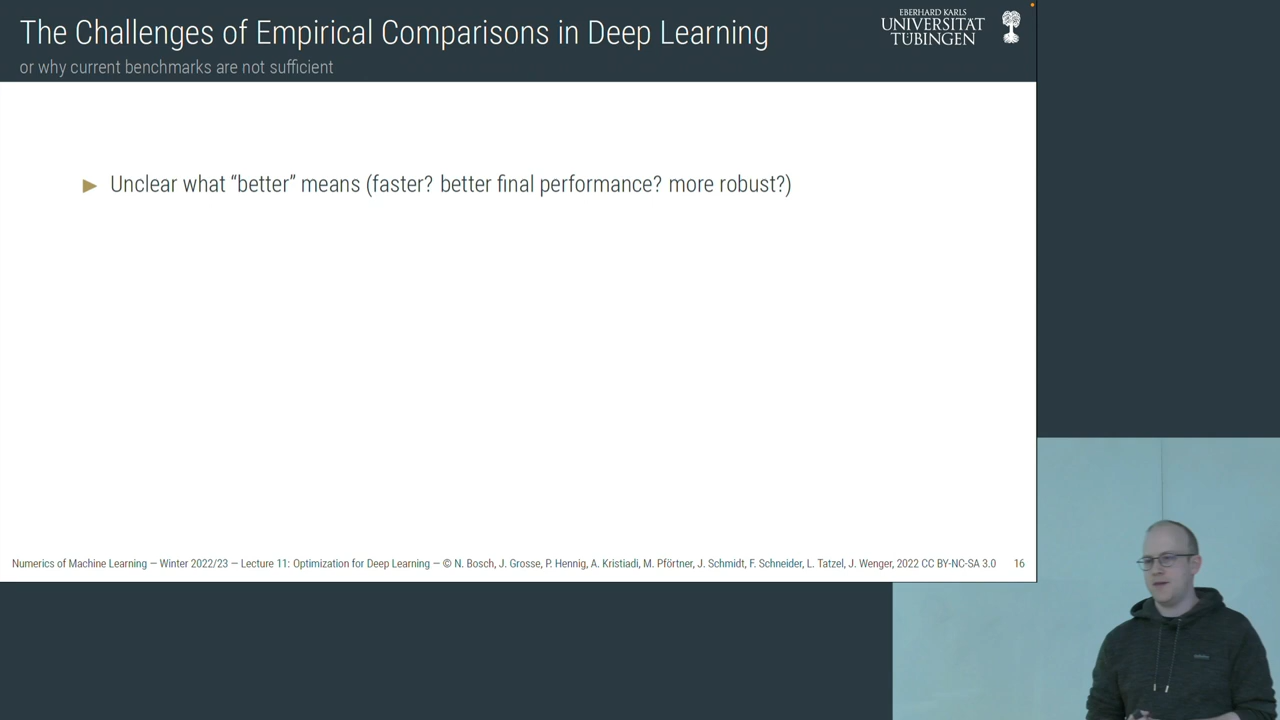 The Challenges of Empirical Comparisons in Deep Learning
or why current benchmarks are not sufficient
EBERHARD KARLS
UNIVERSITÄT
TÜBINGEN
▶ Unclear what “better” means (faster? better final performance? more robust?)
Numerics of Machine Learning — Winter 2022/23 — Lecture 11: Optimization for Deep Learning — © N. Bosch, J. Grosse, P. Hennig, A. Kristiadi, M. Pförtner, J. Schmidt, F. Schneider, L. Tatzel, J. Wenger, 2022 CC BY-NC-SA 3.0 16